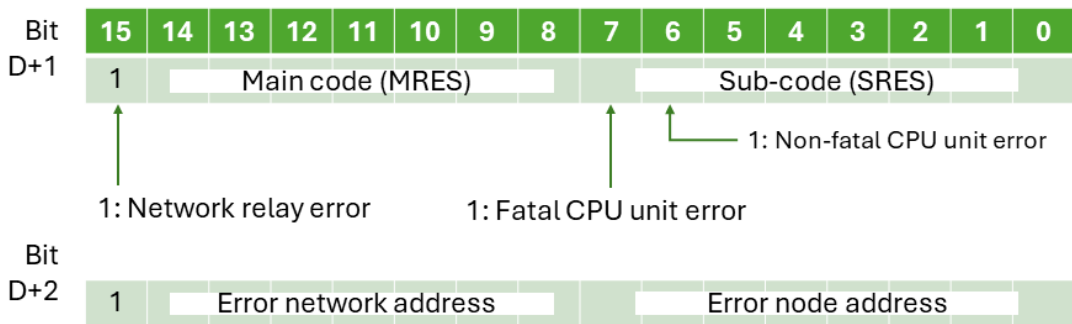 Bit 15 14 13 12 11 10 9 8 7 6 5 4 3 2 1 0
D+1 1 Main code (MRES) Sub-code (SRES)
1: Non-fatal CPU unit error
1: Network relay error 1: Fatal CPU unit error
Bit
D+2 1 Error network address Error node address